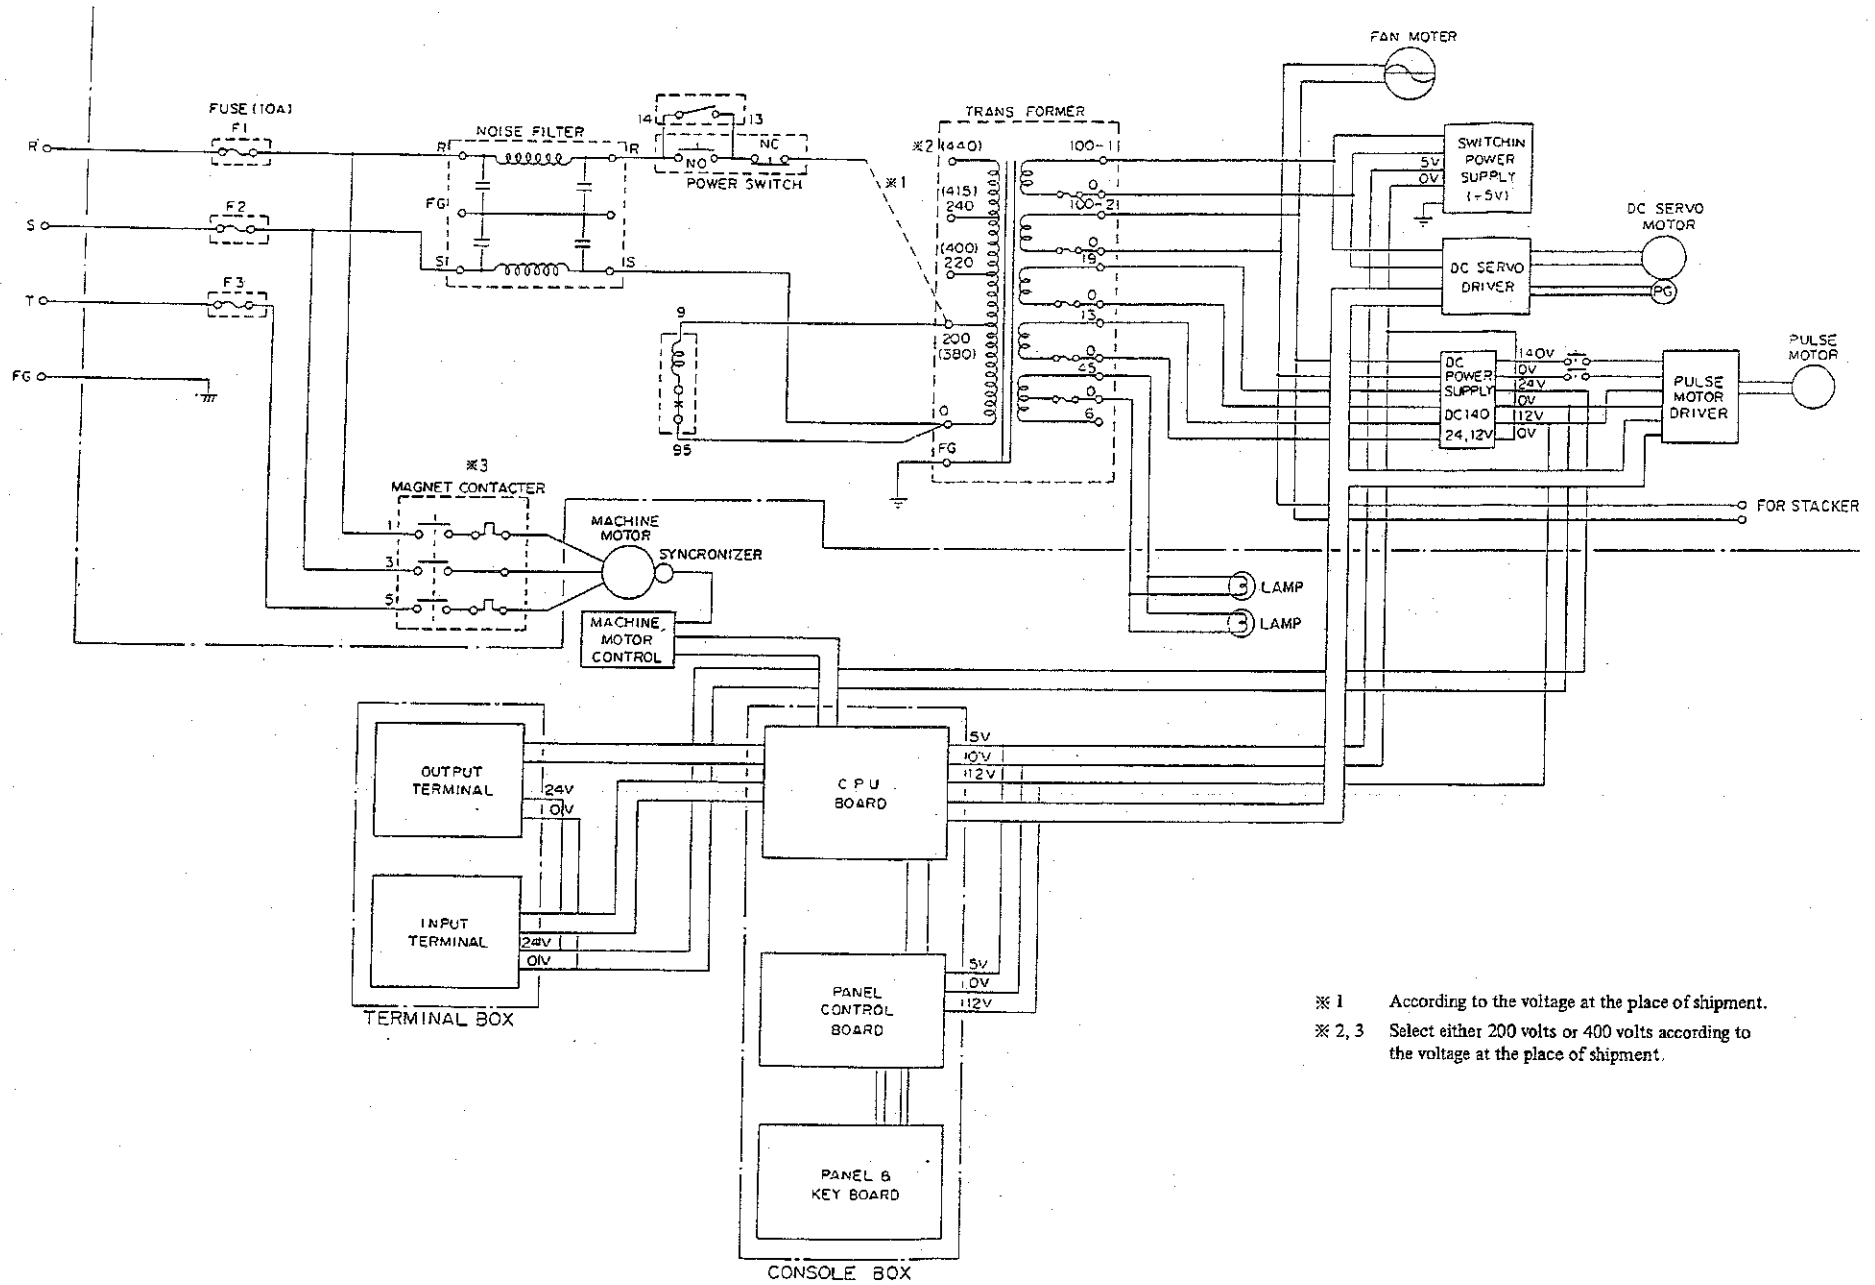 FAN MOTER
FUSE (10A)
F1
R
NOISE FILTER
R
R
14
13
NO
NC
POWER SWITCH
※1
TRANS FORMER
※2 (440)
(415)
240
(400)
220
200
(380)
0
FG
100-1
0
100-2
0
19
0
13
0
45
0
6
SWITCHIN
POWER
SUPPLY
(+5V)
5V
0V
DC SERVO
MOTOR
DC SERVO
DRIVER
PG
F2
S
FG
S
S
F3
T
FG
9
95
DC
POWER
SUPPLY
DC140
24,12V
140V
0V
24V
0V
12V
0V
PULSE
MOTOR
DRIVER
PULSE
MOTOR
FOR STACKER
※3
MAGNET CONTACTER
1
3
5
MACHINE
MOTOR
SYNCRONIZER
MACHINE
MOTOR
CONTROL
LAMP
LAMP
OUTPUT
TERMINAL
24V
0V
INPUT
TERMINAL
24V
0V
TERMINAL BOX
CPU
BOARD
5V
0V
12V
PANEL
CONTROL
BOARD
5V
0V
12V
PANEL &
KEY BOARD
CONSOLE BOX
※ 1 According to the voltage at the place of shipment.
※ 2, 3 Select either 200 volts or 400 volts according to
the voltage at the place of shipment.